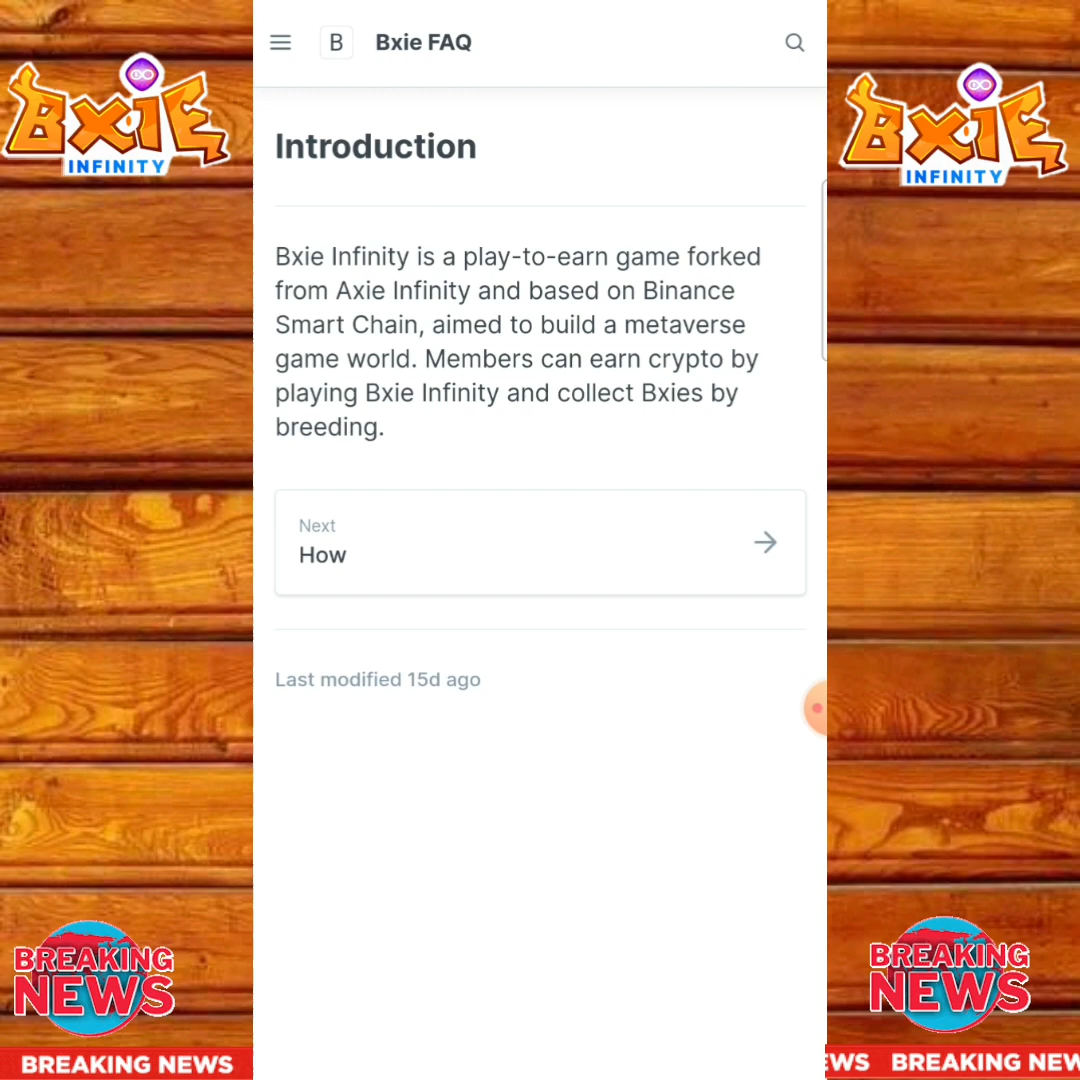 B
Bxie FAQ
BXIE
INFINITY
BXIE
INFINITY
Introduction
Bxie Infinity is a play-to-earn game forked
from Axie Infinity and based on Binance
Smart Chain, aimed to build a metaverse
game world. Members can earn crypto by
playing Bxie Infinity and collect Bxies by
breeding.
Next
How
Last modified 15d ago
BREAKING
NEWS
BREAKING
NEWS
BREAKING NEWS
EWS BREAKING NEW